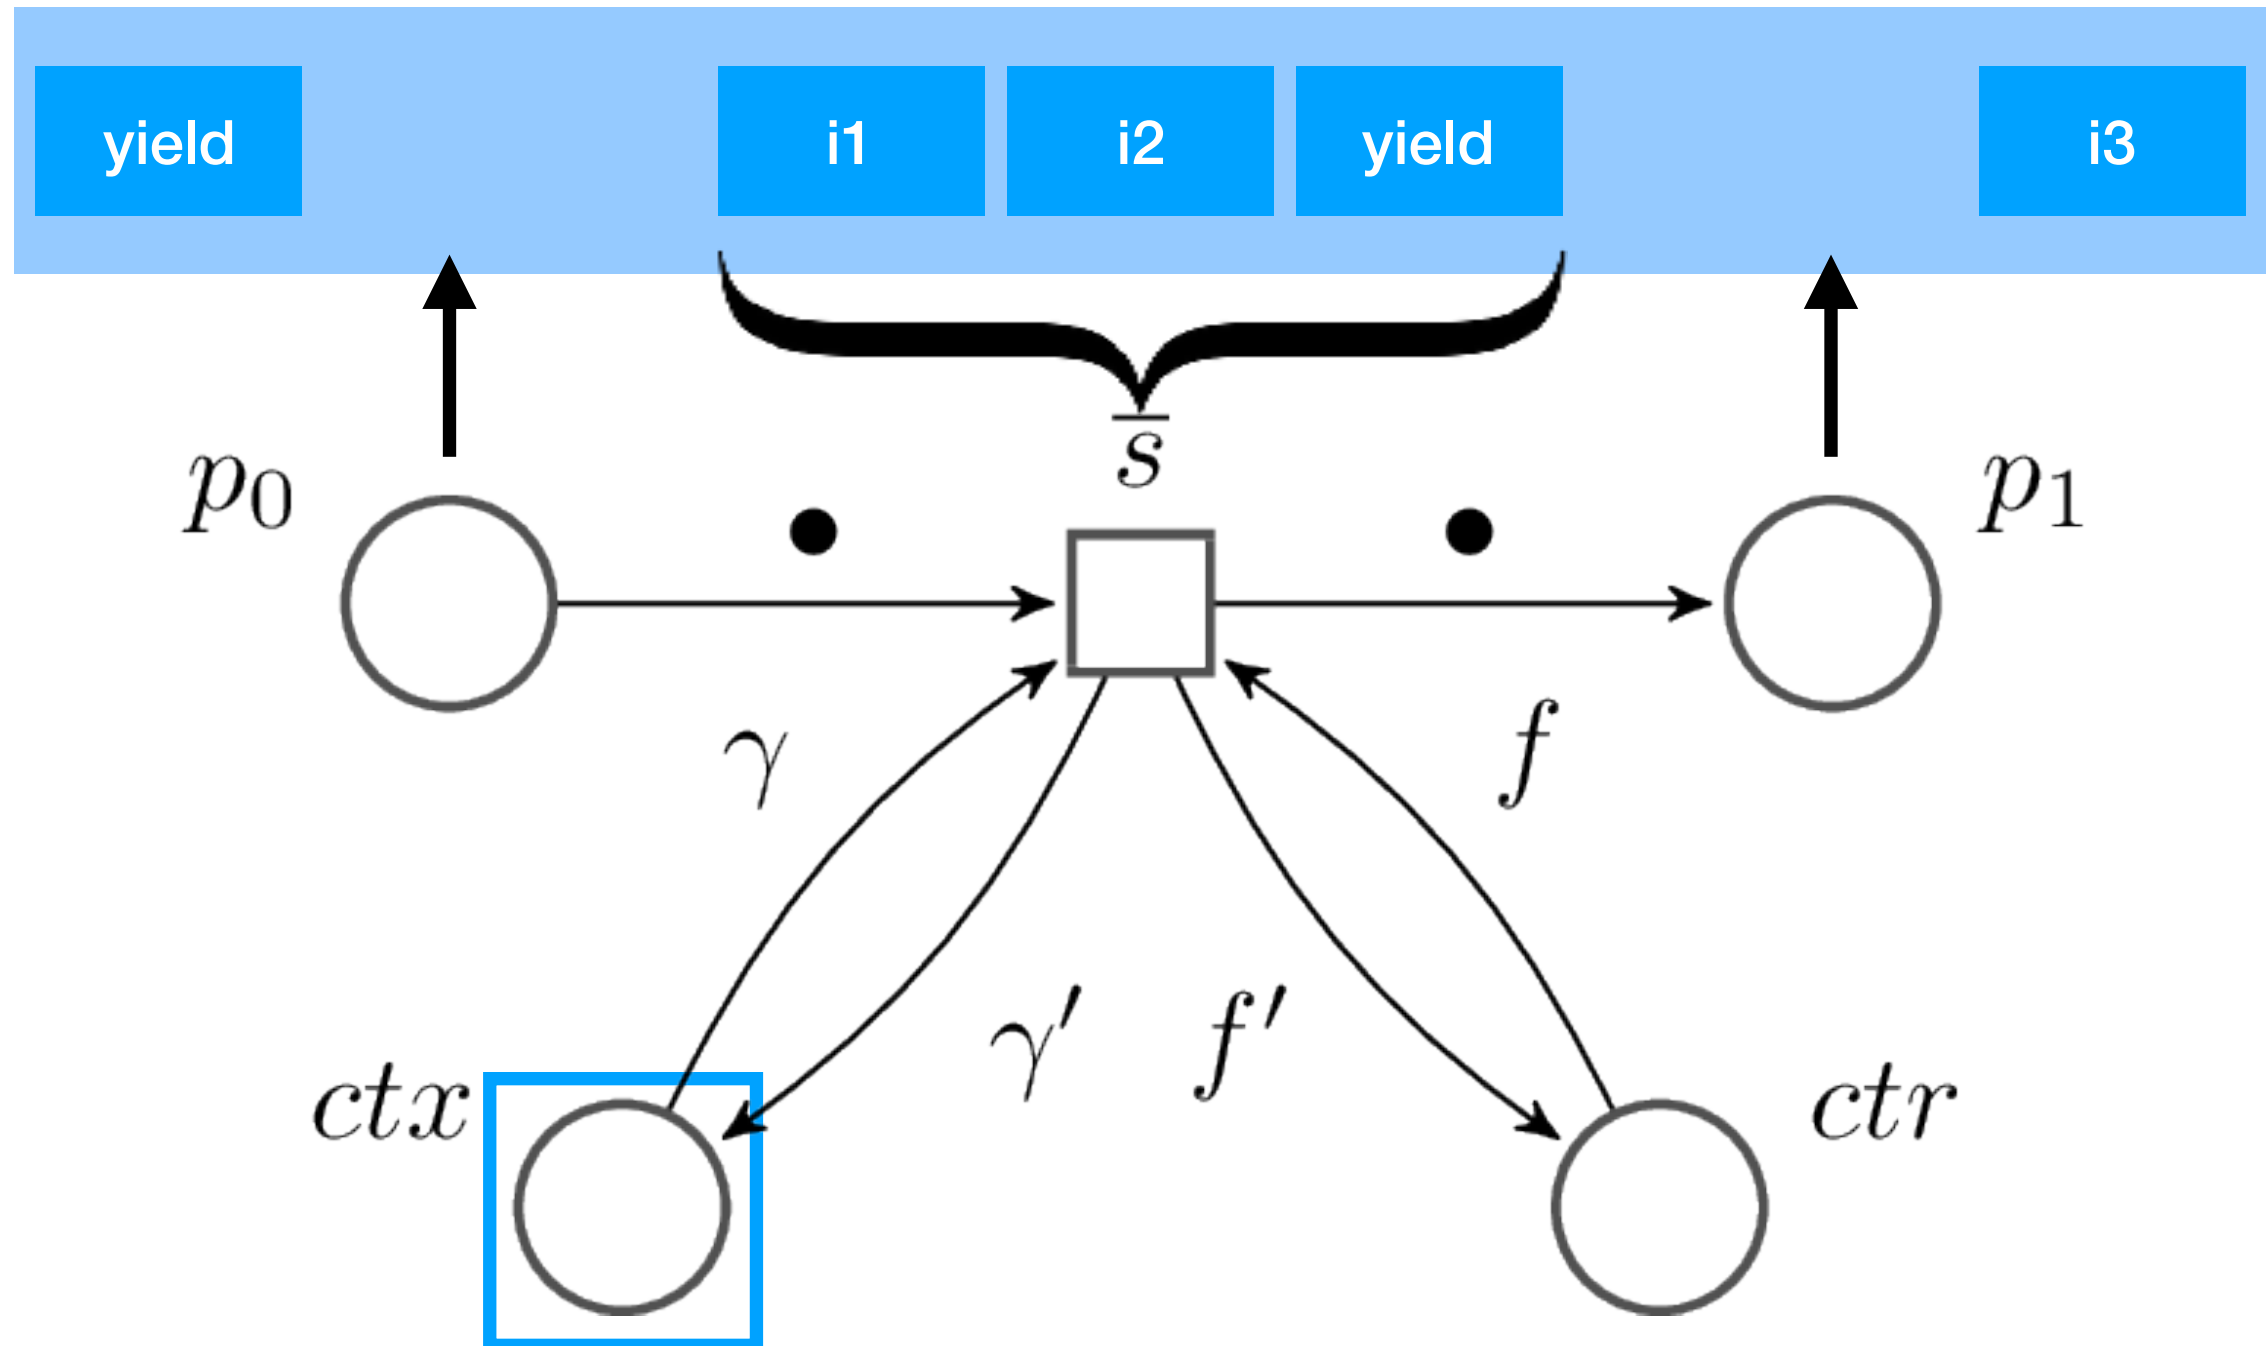 yield i1 i2 yield i3
s̅
p₀ p₁
γ f
γ′ f′
ctx ctr